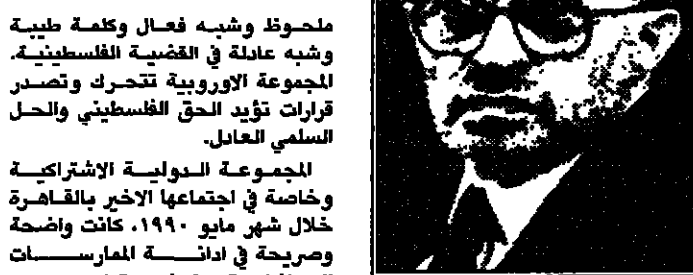 ملحوظ وشبه فعال وكلمة طيبة
وشبه عادلة في القضية الفلسطينية.
المجموعة الاوروبية تتحرك وتصدر
قرارات تؤيد الحق الفلسطيني والحل
السلمي العادل.
المجموعة الدولية الاشتراكية
وخاصة في اجتماعها الاخير بالقاهرة
خلال شهر مايو ١٩٩٠، كانت واضحة
وصريحة في ادانة الممارسات